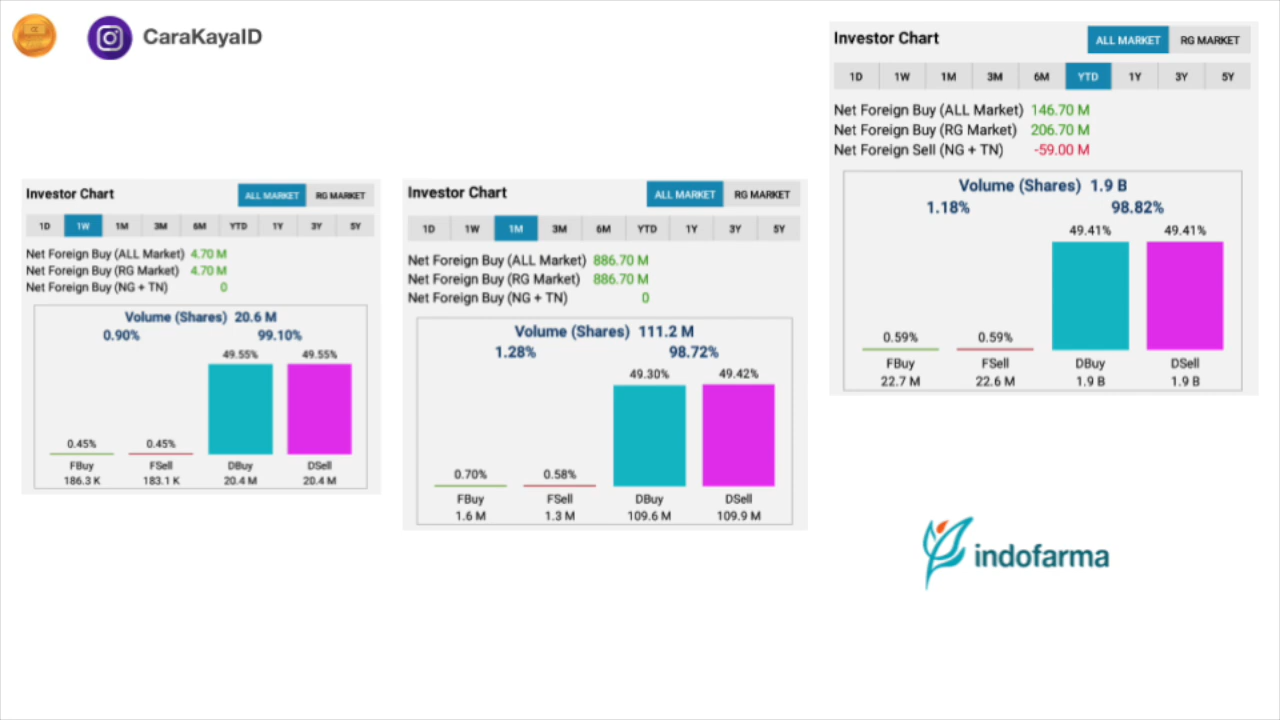 CaraKayaID
Investor Chart ALL MARKET RG MARKET
1D 1W 1M 3M 6M YTD 1Y 3Y 5Y
Net Foreign Buy (ALL Market) 4.70 M
Net Foreign Buy (RG Market) 4.70 M
Net Foreign Buy (NG + TN) 0
Volume (Shares) 20.6 M
0.90% 99.10%
49.55% 49.55%
0.45% 0.45%
FBuy FSell DBuy DSell
186.3 K 183.1 K 20.4 M 20.4 M
Investor Chart ALL MARKET RG MARKET
1D 1W 1M 3M 6M YTD 1Y 3Y 5Y
Net Foreign Buy (ALL Market) 886.70 M
Net Foreign Buy (RG Market) 886.70 M
Net Foreign Buy (NG + TN) 0
Volume (Shares) 111.2 M
1.28% 98.72%
49.30% 49.42%
0.70% 0.58%
FBuy FSell DBuy DSell
1.6 M 1.3 M 109.6 M 109.9 M
Investor Chart ALL MARKET RG MARKET
1D 1W 1M 3M 6M YTD 1Y 3Y 5Y
Net Foreign Buy (ALL Market) 146.70 M
Net Foreign Buy (RG Market) 206.70 M
Net Foreign Sell (NG + TN) -59.00 M
Volume (Shares) 1.9 B
1.18% 98.82%
49.41% 49.41%
0.59% 0.59%
FBuy FSell DBuy DSell
22.7 M 22.6 M 1.9 B 1.9 B
indofarma